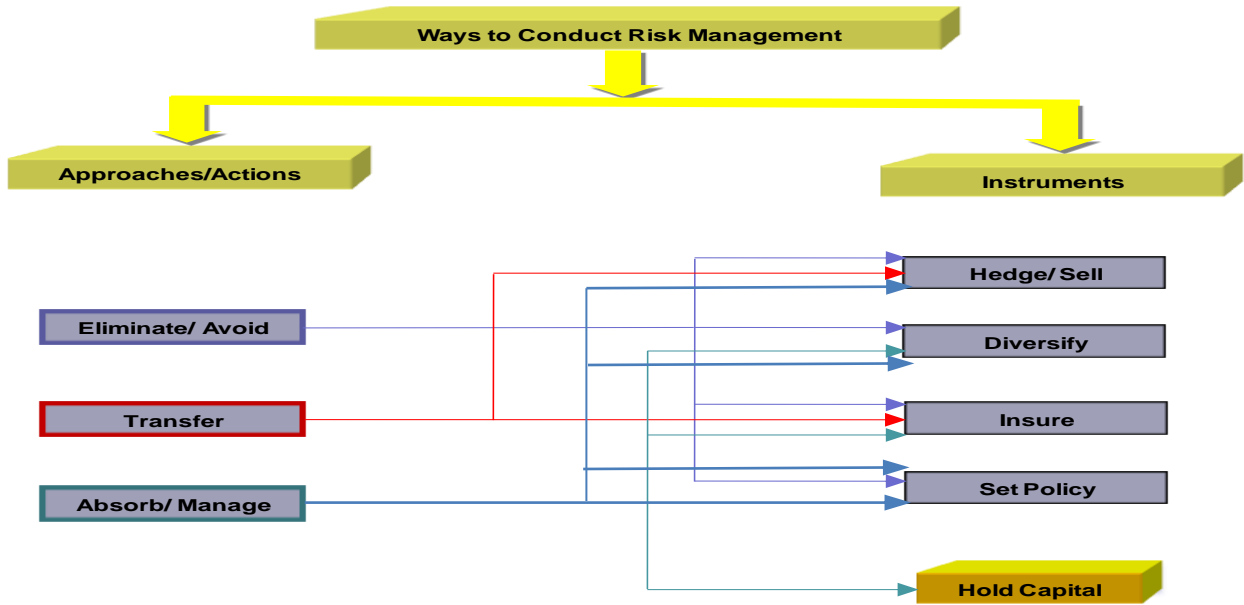 Ways to Conduct Risk Management
Approaches/Actions
Instruments
Hedge/ Sell
Eliminate/ Avoid
Diversify
Transfer
Insure
Absorb/ Manage
Set Policy
Hold Capital